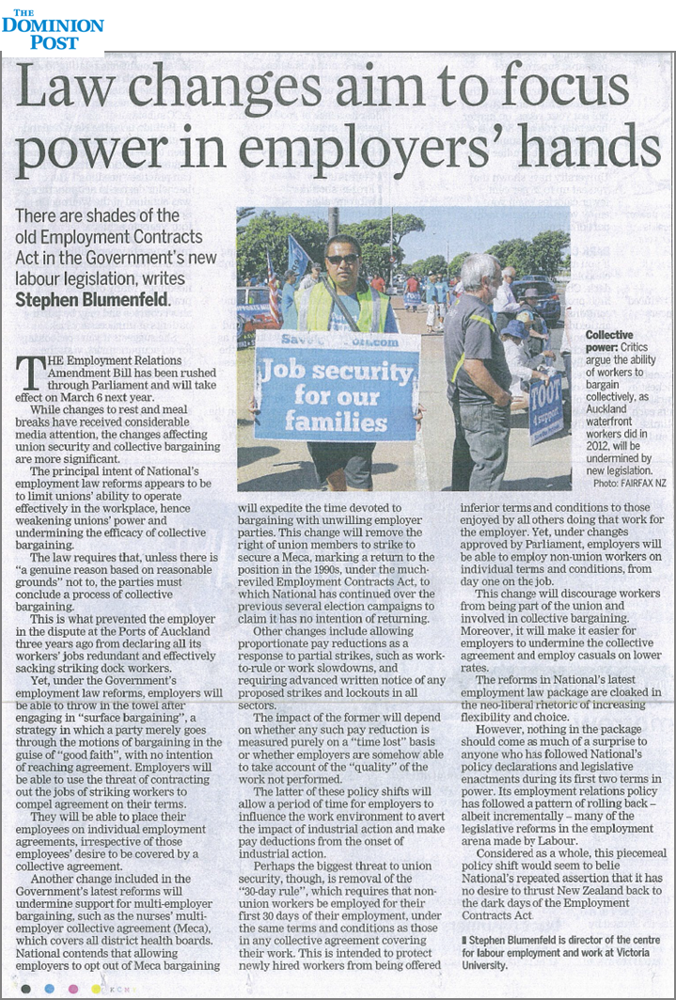 THE
DOMINION
POST
Law changes aim to focus
power in employers' hands
There are shades of the
old Employment Contracts
Act in the Government's new
labour legislation, writes
Stephen Blumenfeld.
THE Employment Relations
Amendment Bill has been rushed
through Parliament and will take
effect on March 6 next year.
While changes to rest and meal
breaks have received considerable
media attention, the changes affecting
union security and collective bargaining
are more significant.
The principal intent of National's
employment law reforms appears to be
to limit unions' ability to operate
effectively in the workplace, hence
weakening unions' power and
undermining the efficacy of collective
bargaining.
The law requires that, unless there is
"a genuine reason based on reasonable
grounds" not to, the parties must
conclude a process of collective
bargaining.
This is what prevented the employer
in the dispute at the Ports of Auckland
three years ago from declaring all its
workers' jobs redundant and effectively
sacking striking dock workers.
Yet, under the Government's
employment law reforms, employers will
be able to throw in the towel after
engaging in "surface bargaining", a
strategy in which a party merely goes
through the motions of bargaining in the
guise of "good faith", with no intention
of reaching agreement. Employers will
be able to use the threat of contracting
out the jobs of striking workers to
compel agreement on their terms.
They will be able to place their
employees on individual employment
agreements, irrespective of those
employees' desire to be covered by a
collective agreement.
Another change included in the
Government's latest reforms will
undermine support for multi-employer
bargaining, such as the nurses' multi-
employer collective agreement (Meca),
which covers all district health boards.
National contends that allowing
employers to opt out of Meca bargaining
Job security
for our
families
TOOT
4 support
Collective
power: Critics
argue the ability
of workers to
bargain
collectively, as
Auckland
waterfront
workers did in
2012, will be
undermined by
new legislation.
Photo: FAIRFAX NZ
will expedite the time devoted to
bargaining with unwilling employer
parties. This change will remove the
right of union members to strike to
secure a Meca, marking a return to the
position in the 1990s, under the much-
reviled Employment Contracts Act, to
which National has continued over the
previous several election campaigns to
claim it has no intention of returning.
Other changes include allowing
proportionate pay reductions as a
response to partial strikes, such as work-
to-rule or work slowdowns, and
requiring advanced written notice of any
proposed strikes and lockouts in all
sectors.
The impact of the former will depend
on whether any such pay reduction is
measured purely on a "time lost" basis
or whether employers are somehow able
to take account of the "quality" of the
work not performed.
The latter of these policy shifts will
allow a period of time for employers to
influence the work environment to avert
the impact of industrial action and make
pay deductions from the onset of
industrial action.
Perhaps the biggest threat to union
security, though, is removal of the
"30-day rule", which requires that non-
union workers be employed for their
first 30 days of their employment, under
the same terms and conditions as those
in any collective agreement covering
their work. This is intended to protect
newly hired workers from being offered
inferior terms and conditions to those
enjoyed by all others doing that work for
the employer. Yet, under changes
approved by Parliament, employers will
be able to employ non-union workers on
individual terms and conditions, from
day one on the job.
This change will discourage workers
from being part of the union and
involved in collective bargaining.
Moreover, it will make it easier for
employers to undermine the collective
agreement and employ casuals on lower
rates.
The reforms in National's latest
employment law package are cloaked in
the neo-liberal rhetoric of increasing
flexibility and choice.
However, nothing in the package
should come as much of a surprise to
anyone who has followed National's
policy declarations and legislative
enactments during its first two terms in
power. Its employment relations policy
has followed a pattern of rolling back –
albeit incrementally – many of the
legislative reforms in the employment
arena made by Labour.
Considered as a whole, this piecemeal
policy shift would seem to belie
National's repeated assertion that it has
no desire to thrust New Zealand back to
the dark days of the Employment
Contracts Act.
Stephen Blumenfeld is director of the centre
for labour employment and work at Victoria
University.